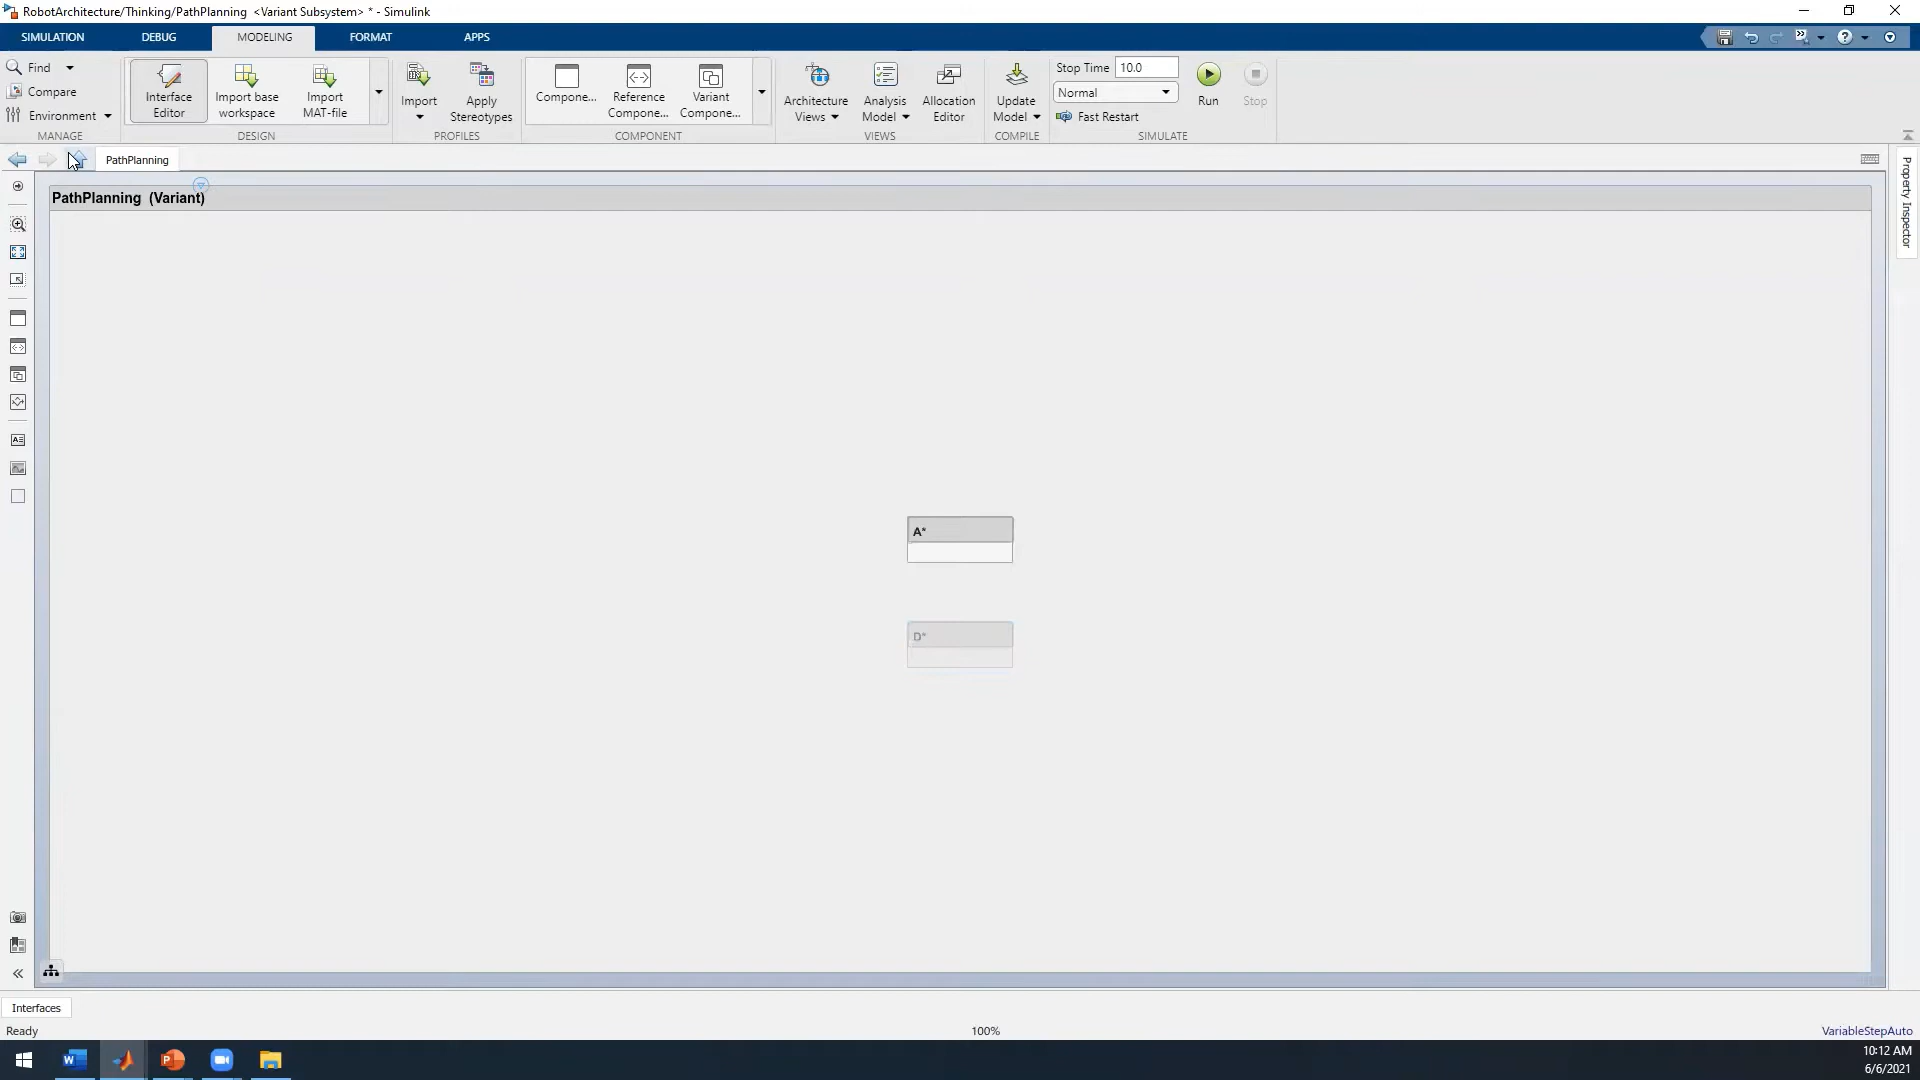 RobotArchitecture/Thinking/PathPlanning <Variant Subsystem> * - Simulink
SIMULATION DEBUG MODELING FORMAT APPS
Find
Compare
Environment
MANAGE
Interface Editor
Import base workspace
Import MAT-file
DESIGN
Import
Apply Stereotypes
PROFILES
Compone...
Reference Compone...
Variant Compone...
COMPONENT
Architecture Views
Analysis Model
Allocation Editor
VIEWS
Update Model
COMPILE
Stop Time 10.0
Normal
Fast Restart
Run
Stop
SIMULATE
PathPlanning
Property Inspector
PathPlanning (Variant)
A*
D*
Interfaces
Ready
100%
VariableStepAuto
10:12 AM
6/6/2021